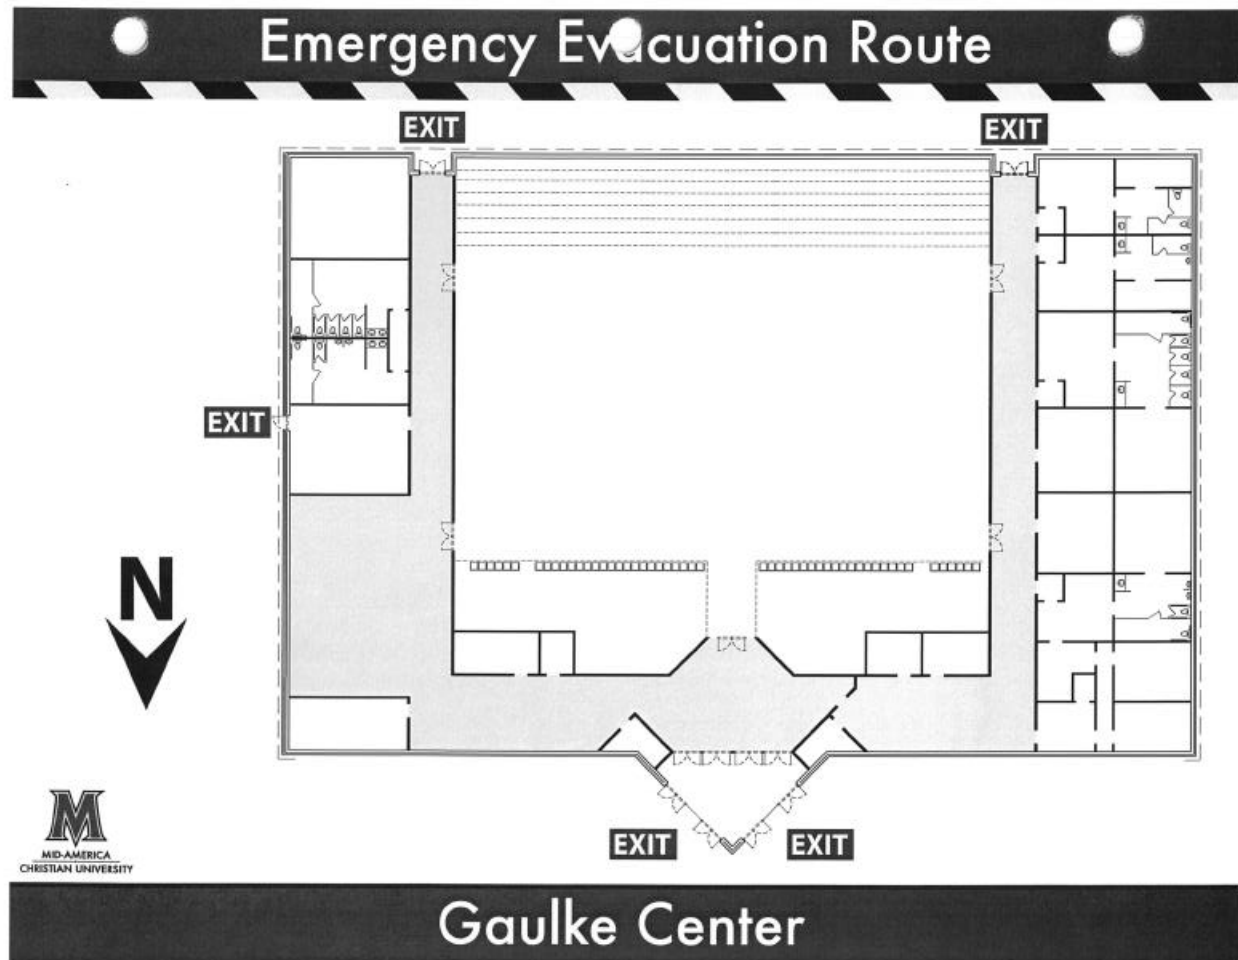 Emergency Evacuation Route
EXIT
EXIT
EXIT
N
M
MID-AMERICA
CHRISTIAN UNIVERSITY
EXIT
EXIT
Gaulke Center